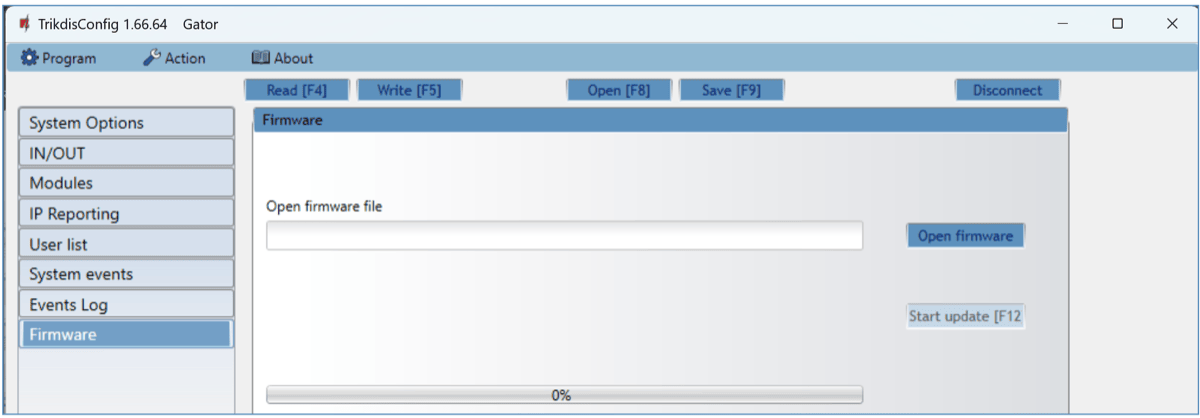 TrikdisConfig 1.66.64 Gator
Program Action About
Read [F4] Write [F5] Open [F8] Save [F9] Disconnect
System Options
IN/OUT
Modules
IP Reporting
User list
System events
Events Log
Firmware
Firmware
Open firmware file
Open firmware
Start update [F12
0%